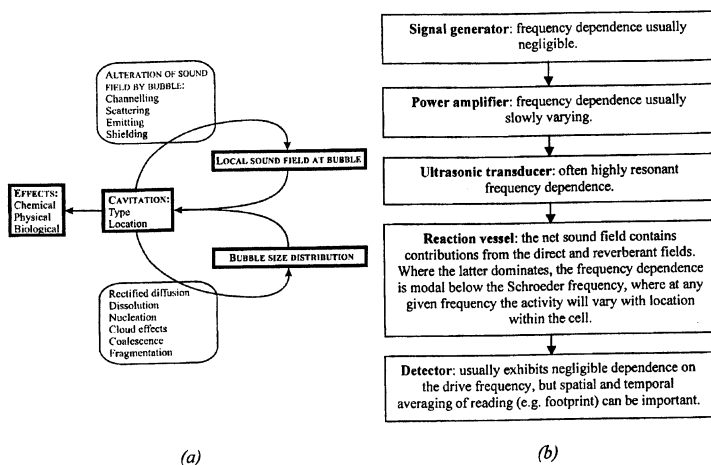 ALTERATION OF SOUND
FIELD BY BUBBLE:
Channelling
Scattering
Emitting
Shielding
LOCAL SOUND FIELD AT BUBBLE
EFFECTS:
Chemical
Physical
Biological
CAVITATION:
Type
Location
BUBBLE SIZE DISTRIBUTION
Rectified diffusion
Dissolution
Nucleation
Cloud effects
Coalescence
Fragmentation
(a)
Signal generator: frequency dependence usually
negligible.
Power amplifier: frequency dependence usually
slowly varying.
Ultrasonic transducer: often highly resonant
frequency dependence.
Reaction vessel: the net sound field contains
contributions from the direct and reverberant fields.
Where the latter dominates, the frequency dependence
is modal below the Schroeder frequency, where at any
given frequency the activity will vary with location
within the cell.
Detector: usually exhibits negligible dependence on
the drive frequency, but spatial and temporal
averaging of reading (e.g. footprint) can be important.
(b)